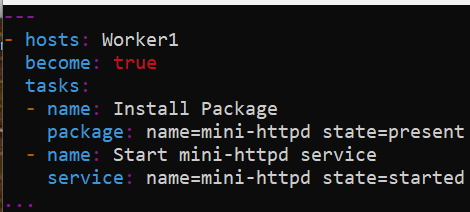 ---
- hosts: Worker1
  become: true
  tasks:
  - name: Install Package
    package: name=mini-httpd state=present
  - name: Start mini-httpd service
    service: name=mini-httpd state=started
...